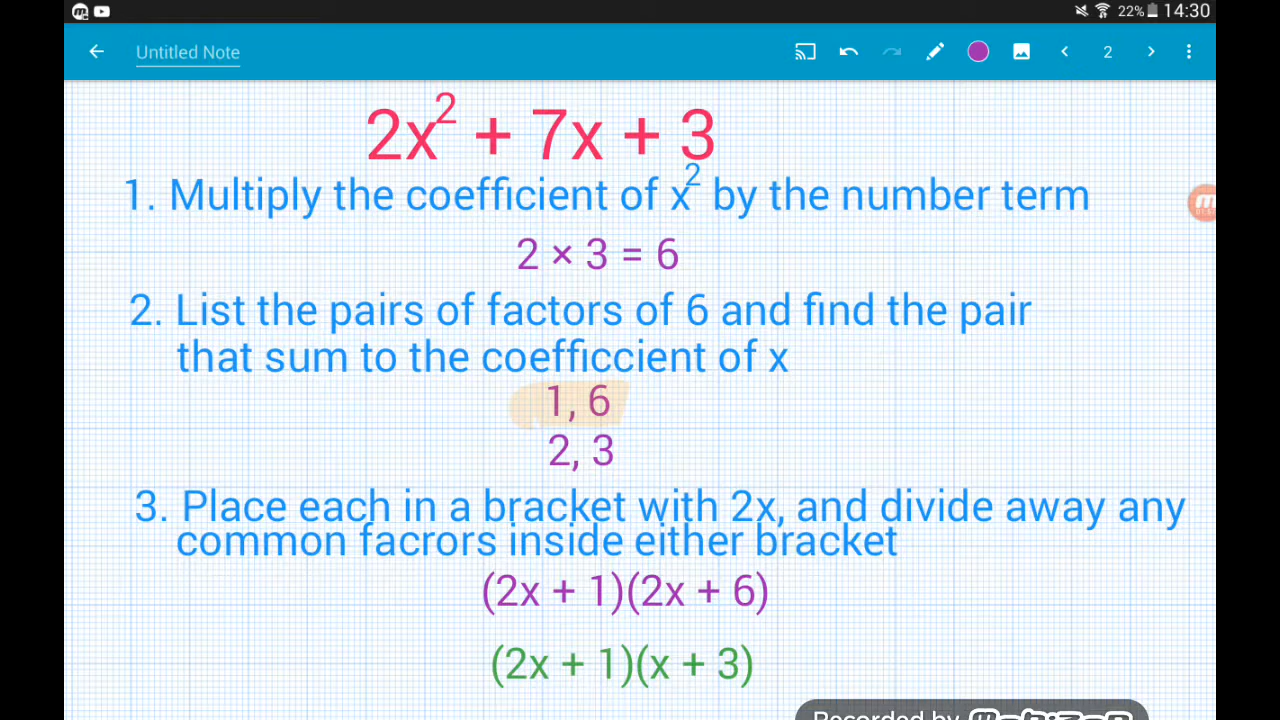 22% 14:30
Untitled Note 2
2x² + 7x + 3
1. Multiply the coefficient of x² by the number term
2 × 3 = 6
2. List the pairs of factors of 6 and find the pair
that sum to the coefficcient of x
1, 6
2, 3
3. Place each in a bracket with 2x, and divide away any
common facrors inside either bracket
(2x + 1)(2x + 6)
(2x + 1)(x + 3)
Recorded by